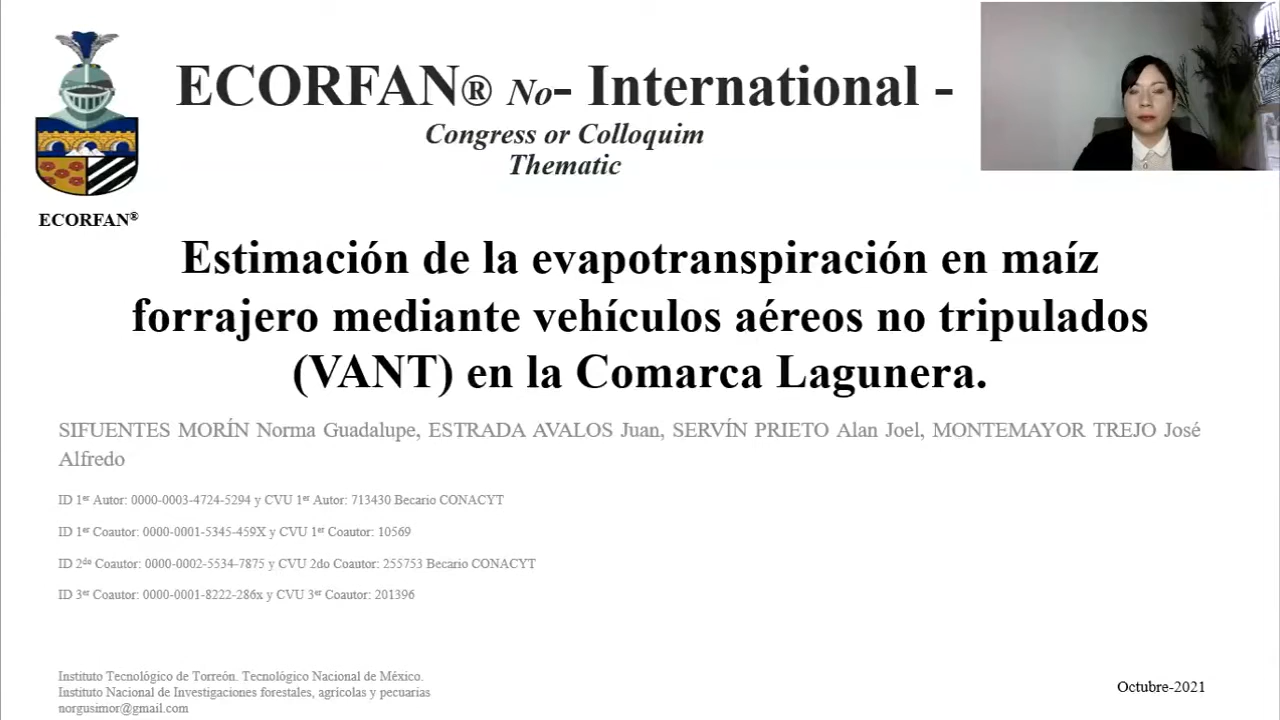 ECORFAN® No- International -
Congress or Colloquim
Thematic
ECORFAN®
Estimación de la evapotranspiración en maíz
forrajero mediante vehículos aéreos no tripulados
(VANT) en la Comarca Lagunera.
SIFUENTES MORÍN Norma Guadalupe, ESTRADA AVALOS Juan, SERVÍN PRIETO Alan Joel, MONTEMAYOR TREJO José
Alfredo
ID 1er Autor: 0000-0003-4724-5294 y CVU 1er Autor: 713430 Becario CONACYT
ID 1er Coautor: 0000-0001-5345-459X y CVU 1er Coautor: 10569
ID 2do Coautor: 0000-0002-5534-7875 y CVU 2do Coautor: 255753 Becario CONACYT
ID 3er Coautor: 0000-0001-8222-286x y CVU 3er Coautor: 201396
Instituto Tecnológico de Torreón. Tecnológico Nacional de México.
Instituto Nacional de Investigaciones forestales, agrícolas y pecuarias
norgusimor@gmail.com
Octubre-2021